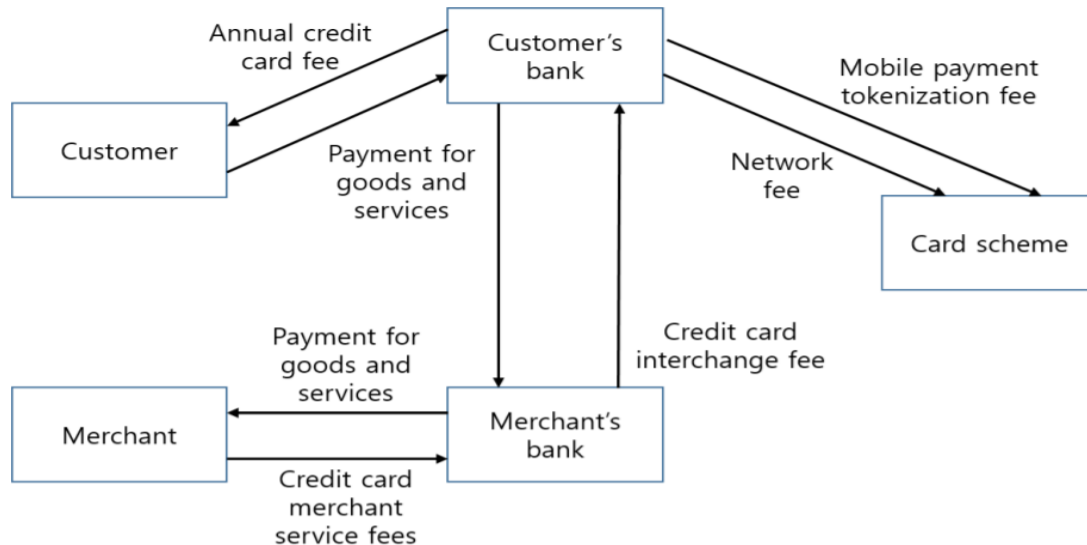 Annual credit
card fee
Customer's
bank
Mobile payment
tokenization fee
Customer
Payment for
goods and
services
Network
fee
Card scheme
Payment for
goods and
services
Credit card
interchange fee
Merchant
Merchant's
bank
Credit card
merchant
service fees